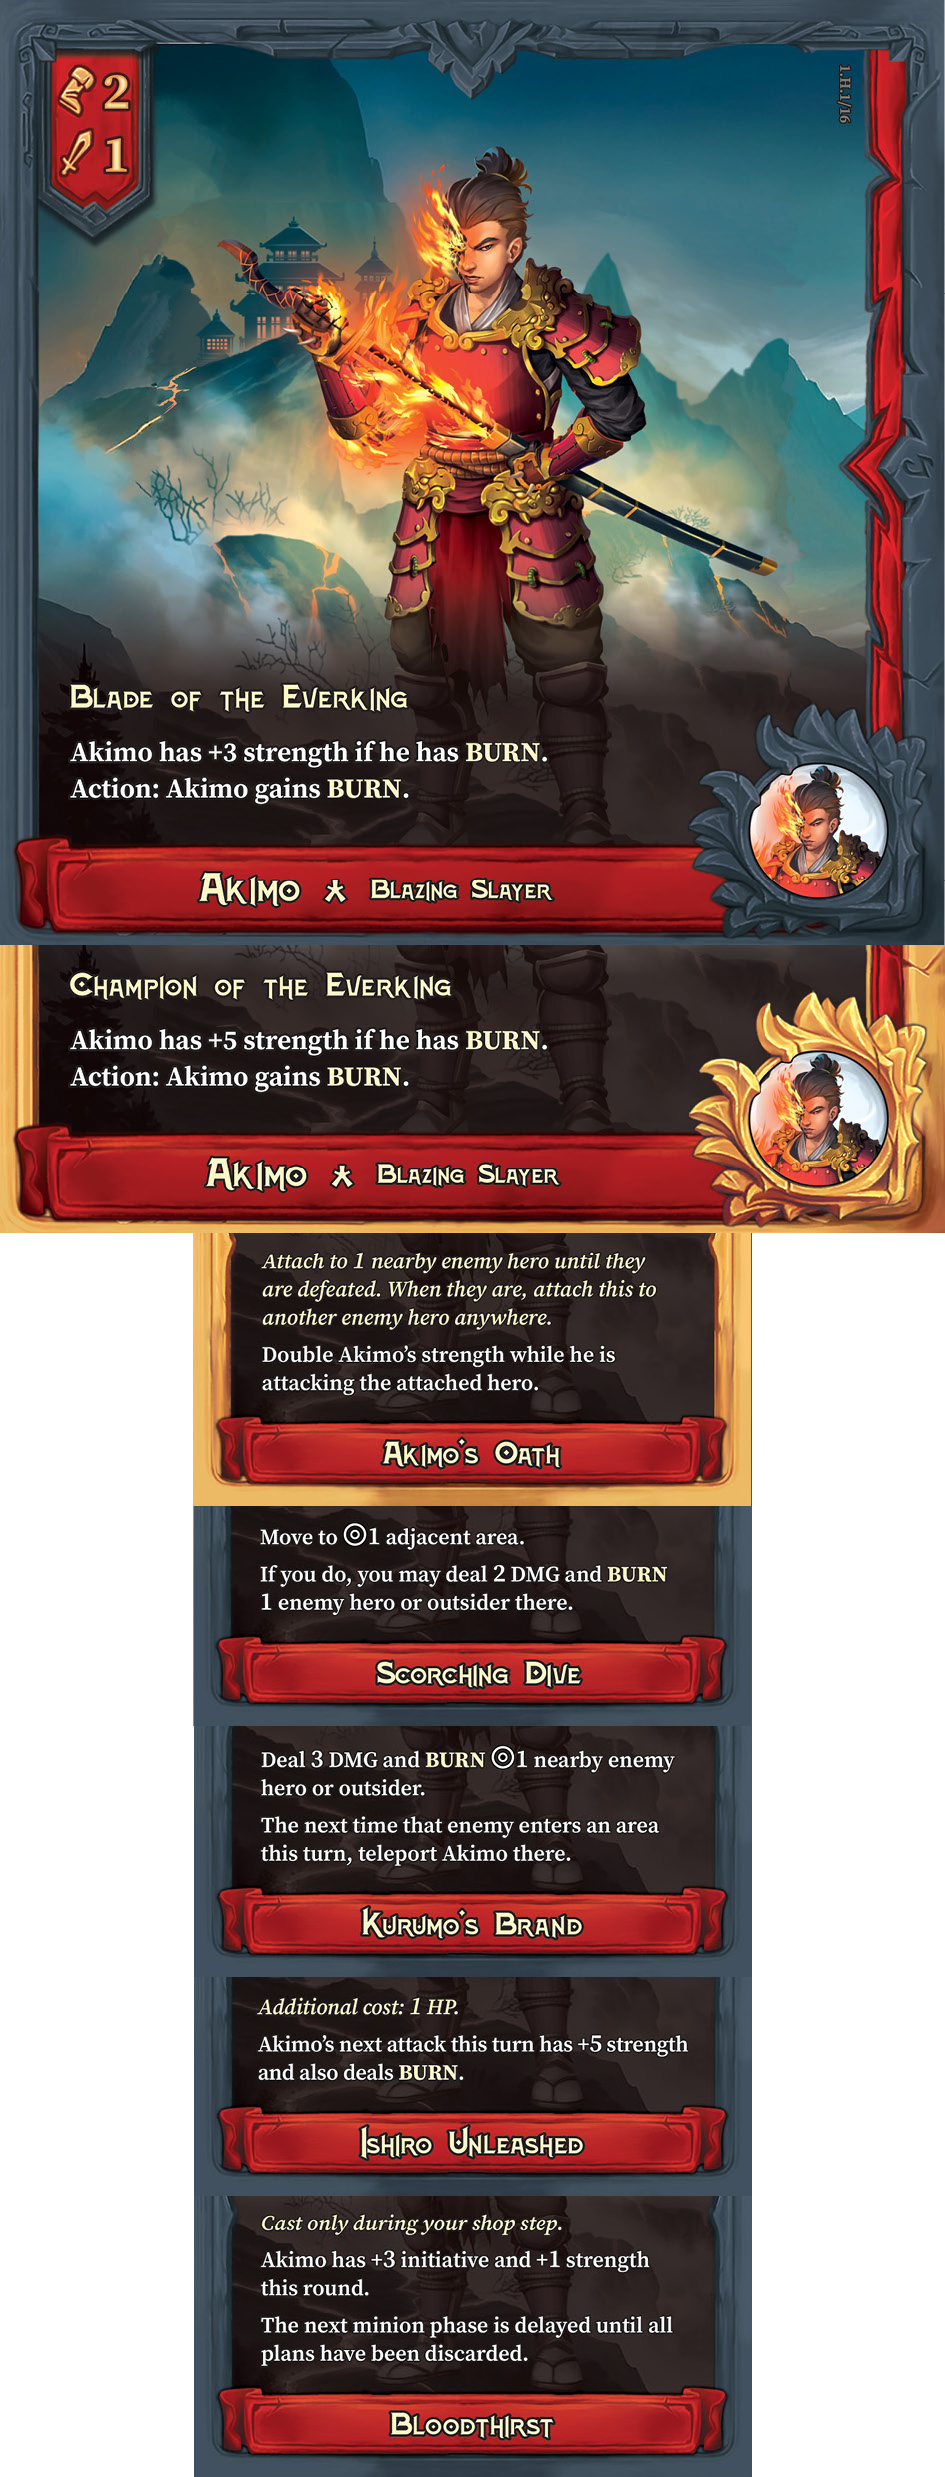 2
1
1.H.1/16
Blade of the Everking
Akimo has +3 strength if he has BURN.
Action: Akimo gains BURN.
Akimo Blazing Slayer
Champion of the Everking
Akimo has +5 strength if he has BURN.
Action: Akimo gains BURN.
Akimo Blazing Slayer
Attach to 1 nearby enemy hero until they
are defeated. When they are, attach this to
another enemy hero anywhere.
Double Akimo's strength while he is
attacking the attached hero.
Akimo's Oath
Move to ◎1 adjacent area.
If you do, you may deal 2 DMG and BURN
1 enemy hero or outsider there.
Scorching Dive
Deal 3 DMG and BURN ◎1 nearby enemy
hero or outsider.
The next time that enemy enters an area
this turn, teleport Akimo there.
Kurumo's Brand
Additional cost: 1 HP.
Akimo's next attack this turn has +5 strength
and also deals BURN.
Ishiro Unleashed
Cast only during your shop step.
Akimo has +3 initiative and +1 strength
this round.
The next minion phase is delayed until all
plans have been discarded.
Bloodthirst